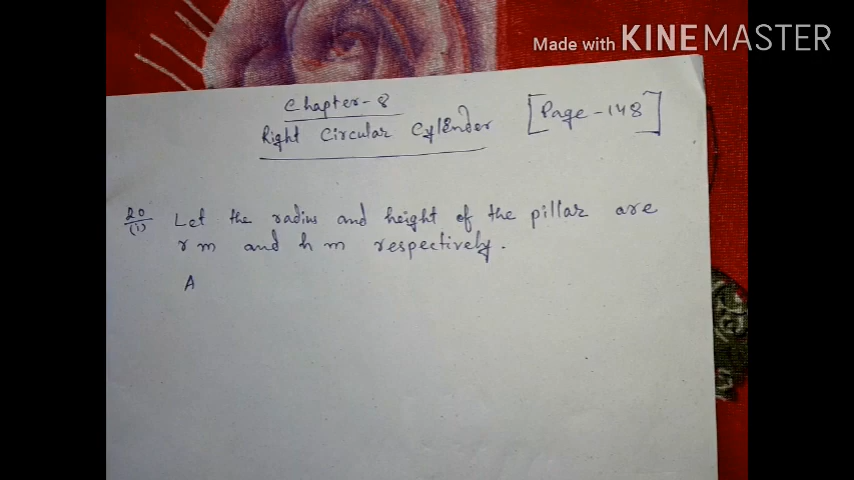 Made with KINEMASTER
Chapter-8
Right Circular Cylinder [Page-148]
20
(i)
Let the radius and height of the pillar are
r m and h m respectively.
A